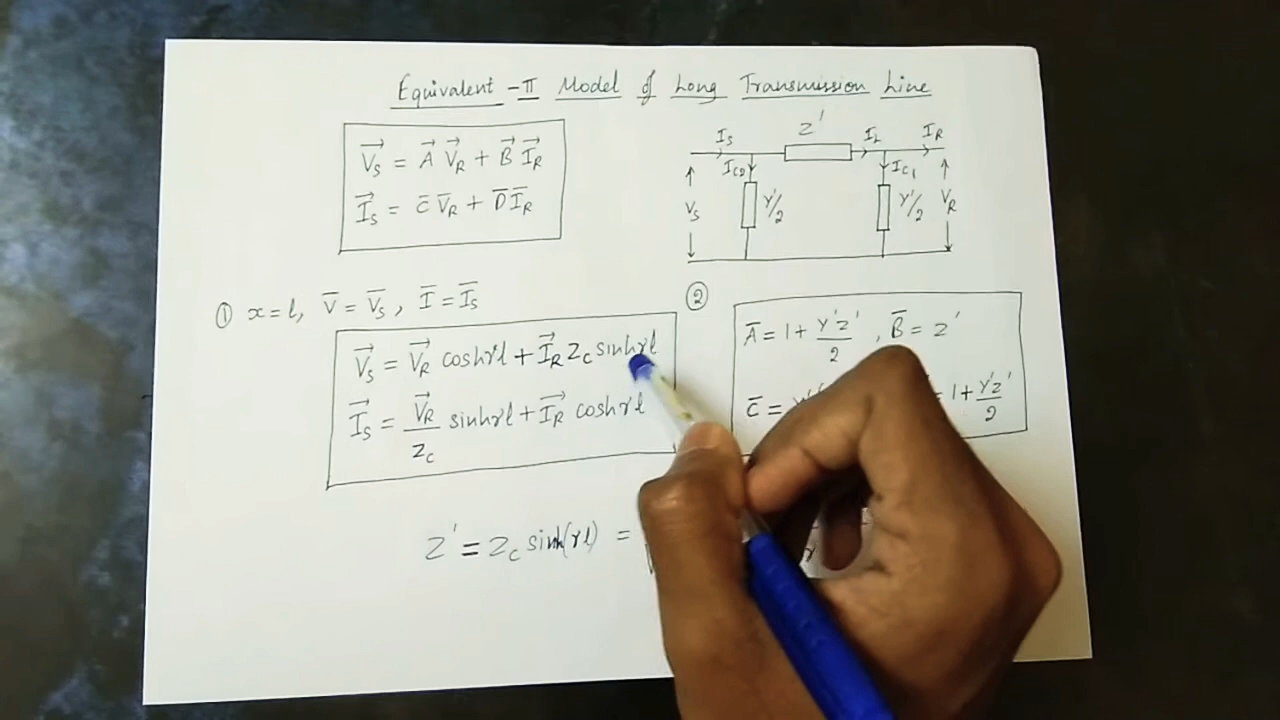 Equivalent - π Model of Long Transmission Line
V⃗s = A⃗ V⃗R + B⃗ I⃗R
I⃗s = C̄ V̄R + D̄ ĪR
Is Z' IL IR
IC2 IC1
Vs Y'/2 Y'/2 VR
① x = l, V̄ = V̄s, Ī = Īs
V⃗s = V⃗R coshγl + I⃗R Zc sinhγl
I⃗s = V⃗R/Zc sinhγl + I⃗R coshγl
②
Ā = 1 + Y'Z'/2, B̄ = Z'
C̄ = = 1 + Y'Z'/2
Z' = Zc sinh(γl) =